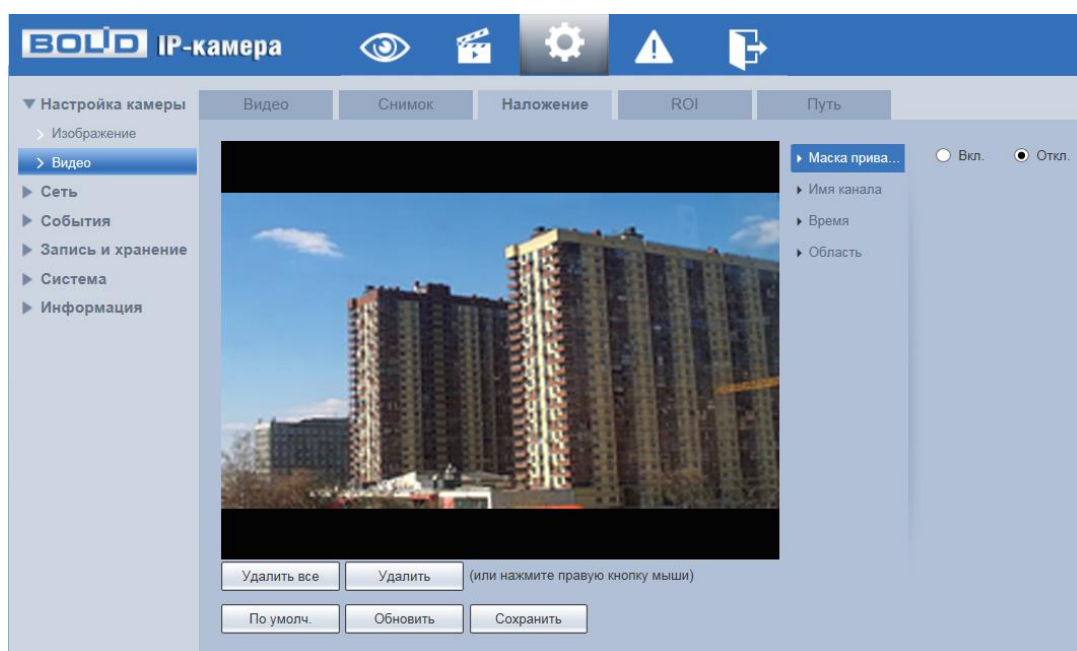 BOLID IP-камера
Настройка камеры
Изображение
Видео
Сеть
События
Запись и хранение
Система
Информация
Видео
Снимок
Наложение
ROI
Путь
Маска прива...
Имя канала
Время
Область
Вкл.
Откл.
Удалить все
Удалить
(или нажмите правую кнопку мыши)
По умолч.
Обновить
Сохранить